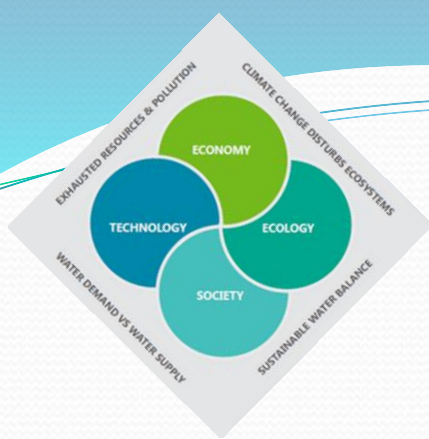 EXHAUSTED RESOURCES & POLLUTION
CLIMATE CHANGE DISTURBS ECOSYSTEMS
ECONOMY
TECHNOLOGY
ECOLOGY
SOCIETY
WATER DEMAND VS WATER SUPPLY
SUSTAINABLE WATER BALANCE